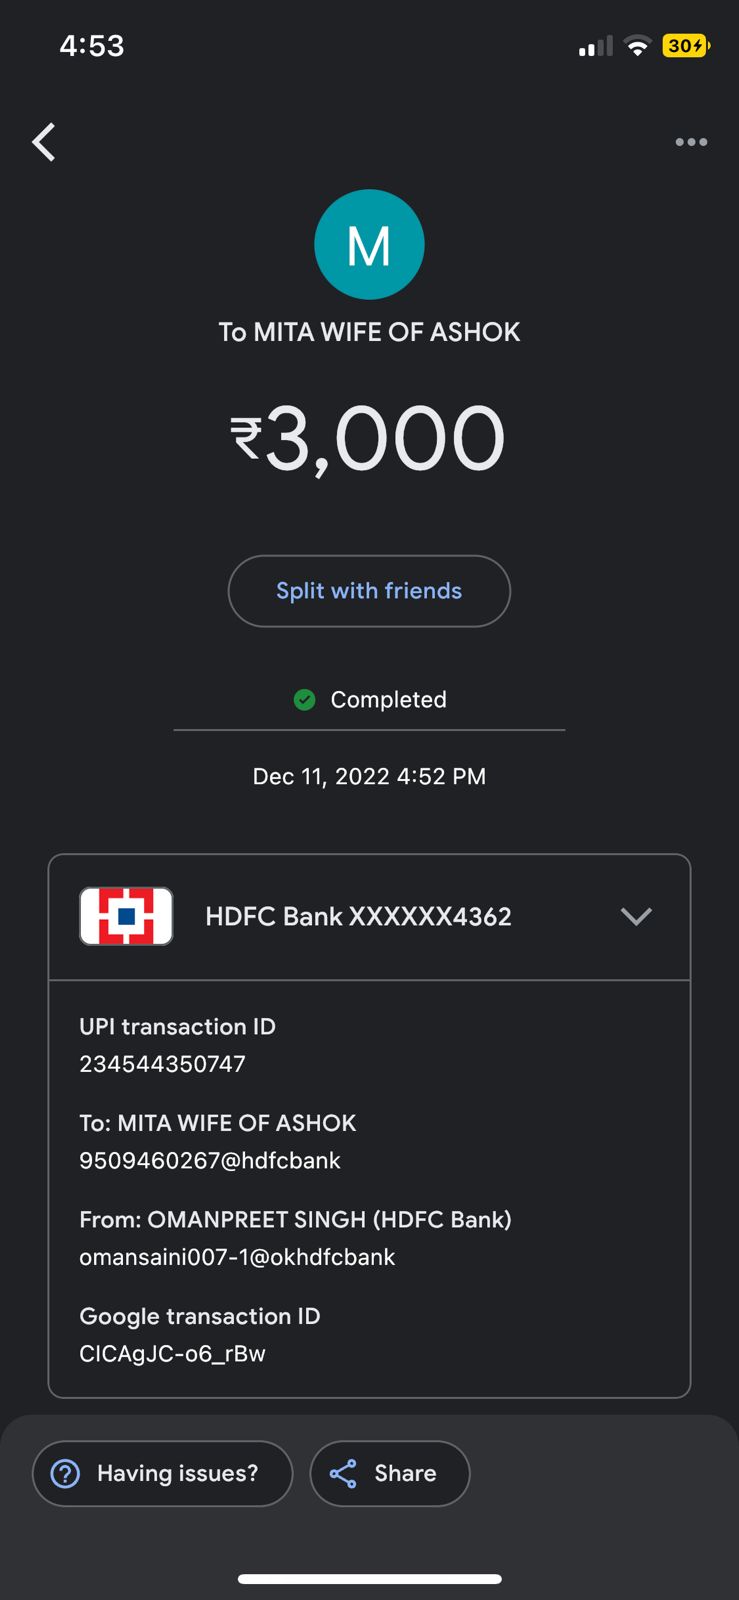 4:53
30
M
To MITA WIFE OF ASHOK
₹3,000
Split with friends
Completed
Dec 11, 2022 4:52 PM
HDFC Bank XXXXXX4362
UPI transaction ID
234544350747
To: MITA WIFE OF ASHOK
9509460267@hdfcbank
From: OMANPREET SINGH (HDFC Bank)
omansaini007-1@okhdfcbank
Google transaction ID
CICAgJC-o6_rBw
Having issues?
Share